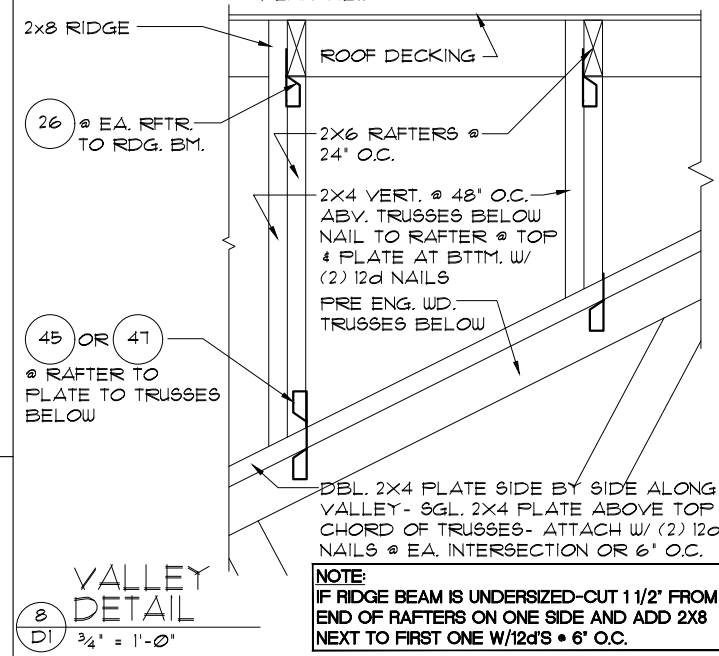 2x8 RIDGE
ROOF DECKING
26 @ EA. RFTR.
TO RDG. BM.
2X6 RAFTERS @
24" O.C.
2X4 VERT. @ 48" O.C.
ABV. TRUSSES BELOW
NAIL TO RAFTER @ TOP
& PLATE AT BTTM. W/
(2) 12d NAILS
PRE ENG. WD.
TRUSSES BELOW
45 OR 47
@ RAFTER TO
PLATE TO TRUSSES
BELOW
DBL. 2X4 PLATE SIDE BY SIDE ALONG
VALLEY- SGL. 2X4 PLATE ABOVE TOP
CHORD OF TRUSSES- ATTACH W/ (2) 12d
NAILS @ EA. INTERSECTION OR 6" O.C.
VALLEY
DETAIL
8
D1
3/4" = 1'-0"
NOTE:
IF RIDGE BEAM IS UNDERSIZED-CUT 1 1/2" FROM
END OF RAFTERS ON ONE SIDE AND ADD 2X8
NEXT TO FIRST ONE W/12d'S @ 6" O.C.